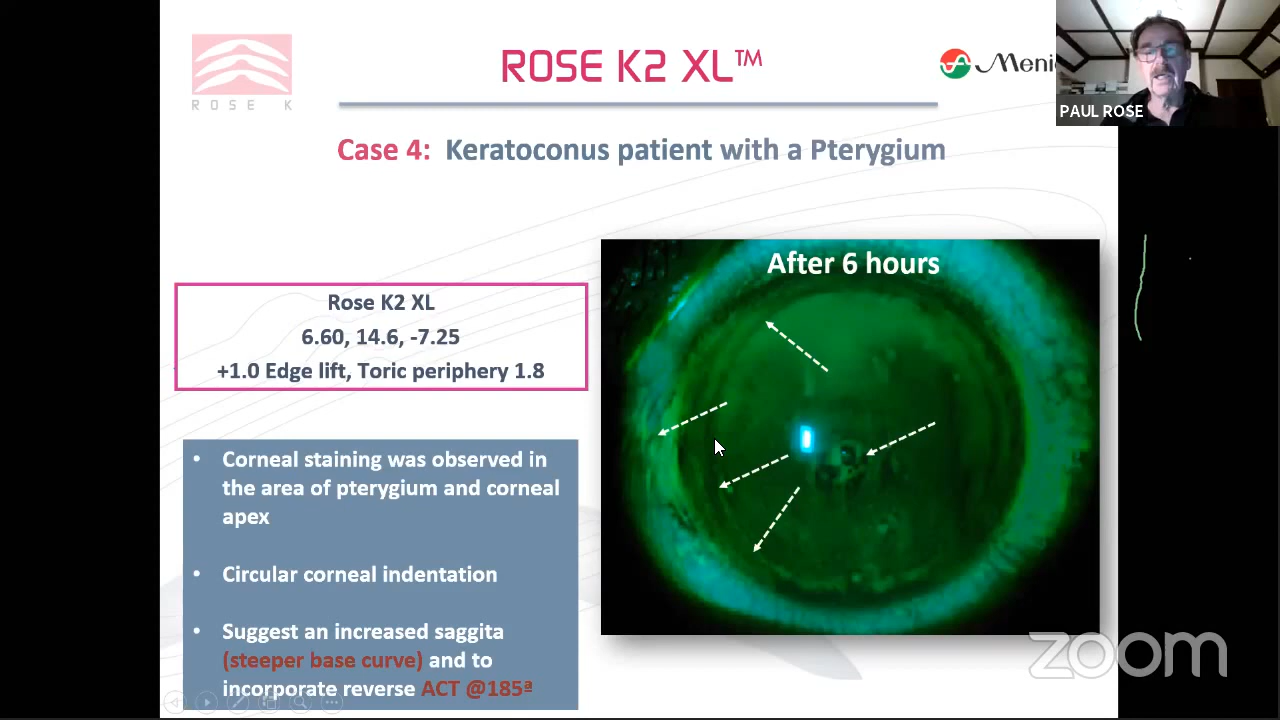 ROSE K2 XL™
Meni
ROSE K
PAUL ROSE
Case 4: Keratoconus patient with a Pterygium
After 6 hours
Rose K2 XL
6.60, 14.6, -7.25
+1.0 Edge lift, Toric periphery 1.8
• Corneal staining was observed in
the area of pterygium and corneal
apex
• Circular corneal indentation
• Suggest an increased saggita
(steeper base curve) and to
incorporate reverse ACT @185ª
zoom